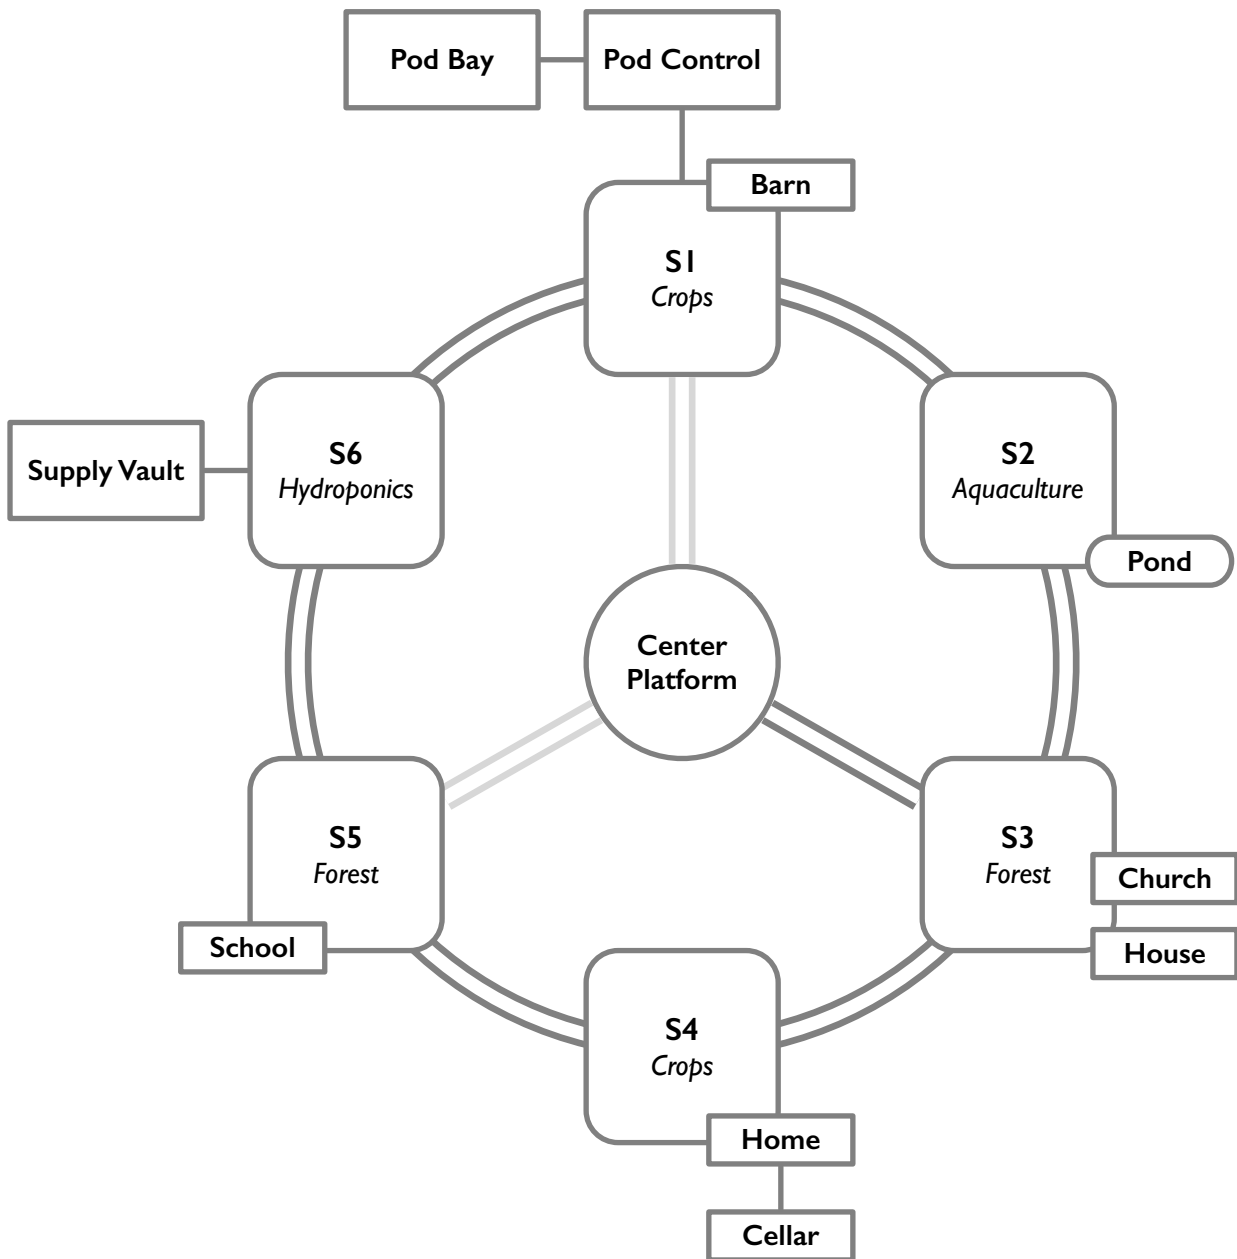 Pod Bay
Pod Control
Barn
S1
Crops
S6
Hydroponics
Supply Vault
S2
Aquaculture
Pond
Center
Platform
S5
Forest
School
S3
Forest
Church
House
S4
Crops
Home
Cellar